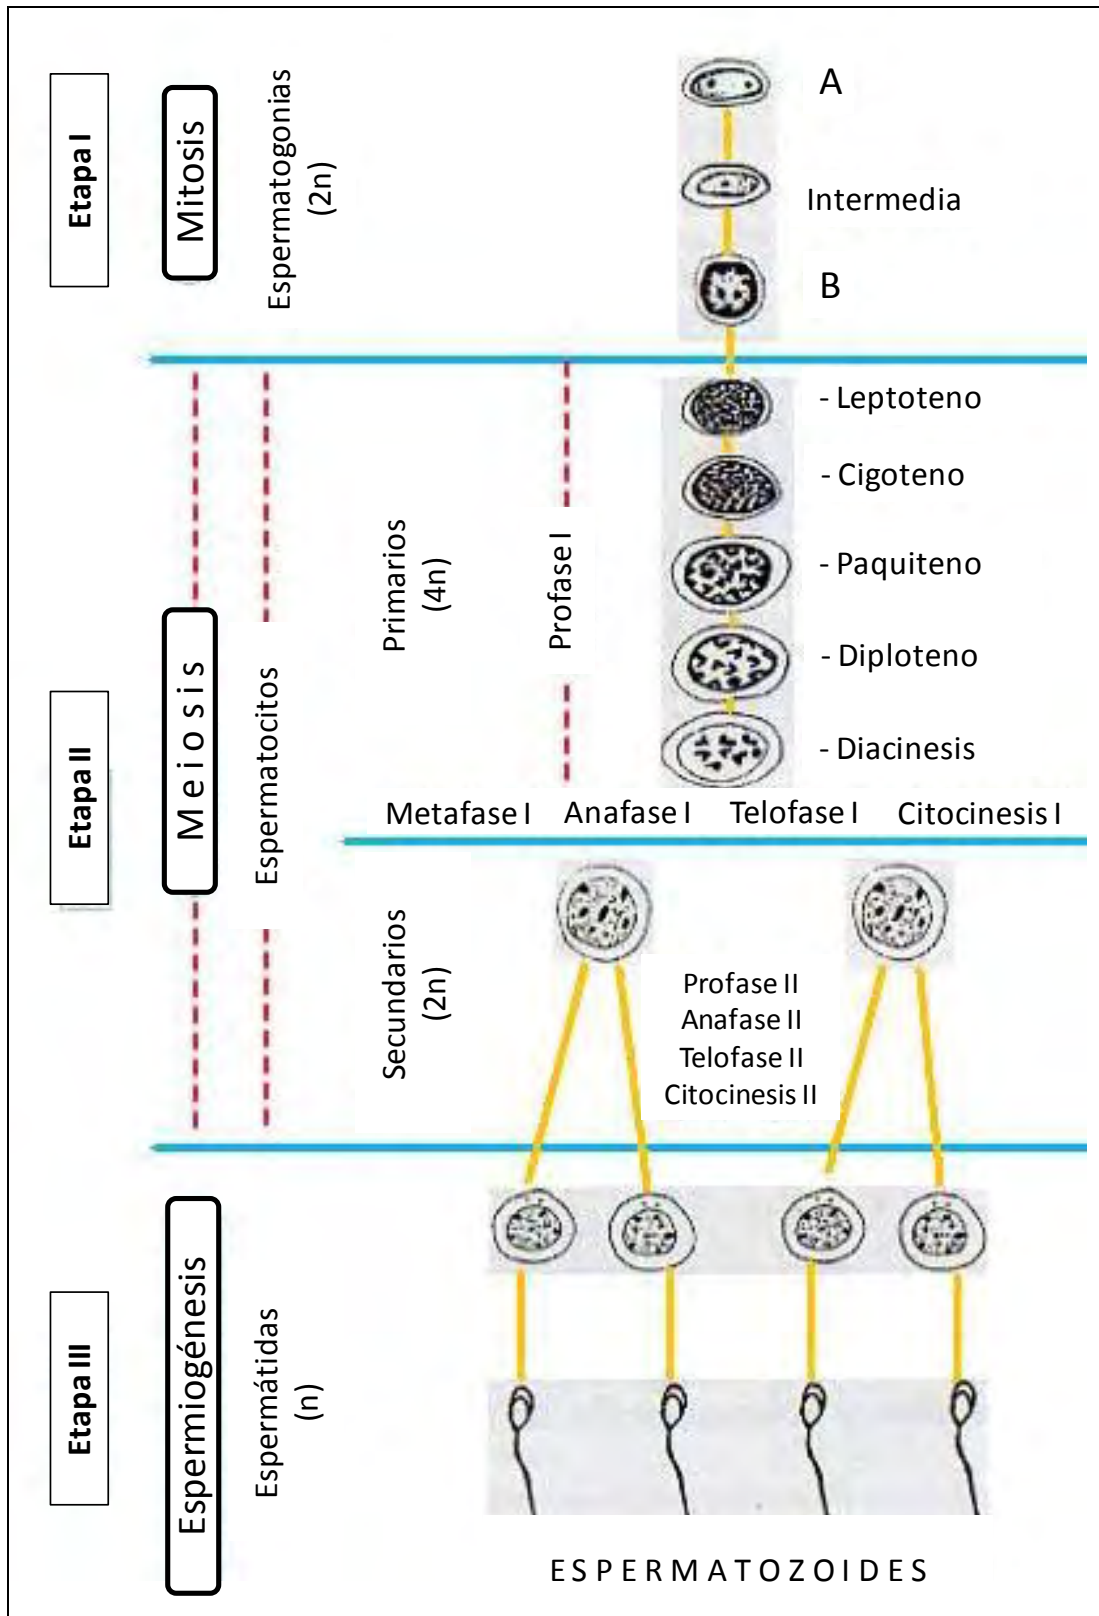 Etapa I
Mitosis
Espermatogonias
(2n)
A
Intermedia
B
Etapa II
Meiosis
Espermatocitos
Primarios
(4n)
Profase I
- Leptoteno
- Cigoteno
- Paquiteno
- Diploteno
- Diacinesis
Metafase I Anafase I Telofase I Citocinesis I
Secundarios
(2n)
Profase II
Anafase II
Telofase II
Citocinesis II
Etapa III
Espermiogénesis
Espermátidas
(n)
ESPERMATOZOIDES